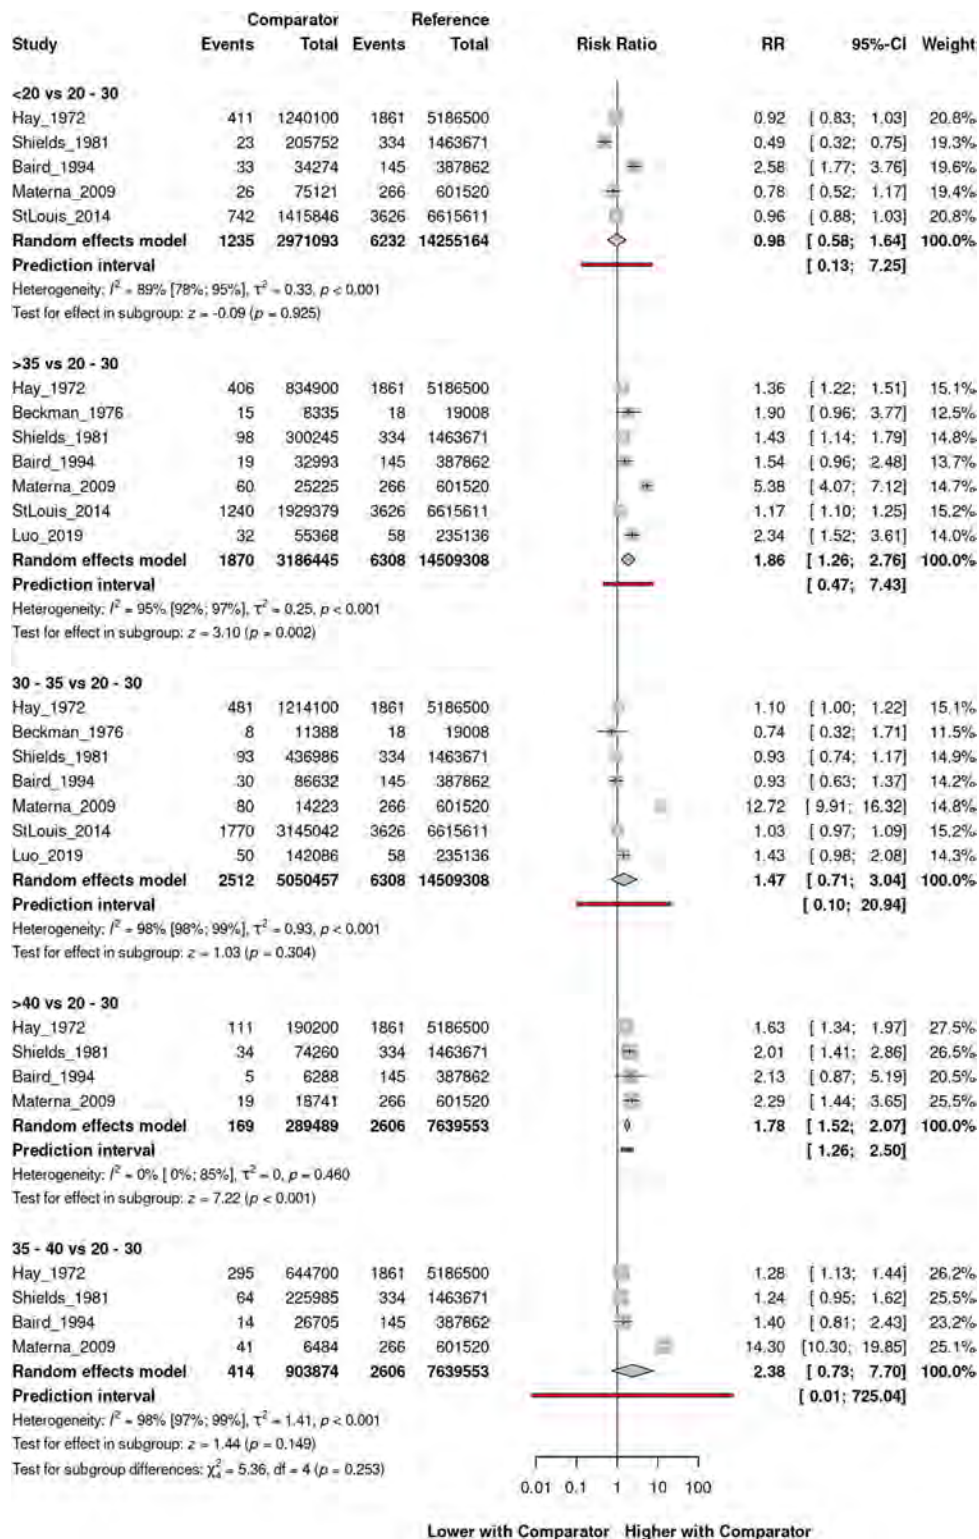 Comparator Reference
Study Events Total Events Total Risk Ratio RR 95%-CI Weight
<20 vs 20 - 30
Hay_1972 411 1240100 1861 5186500 0.92 [ 0.83; 1.03] 20.8%
Shields_1981 23 205752 334 1463671 0.49 [ 0.32; 0.75] 19.3%
Baird_1994 33 34274 145 387862 2.58 [ 1.77; 3.76] 19.6%
Materna_2009 26 75121 266 601520 0.78 [ 0.52; 1.17] 19.4%
StLouis_2014 742 1415846 3626 6615611 0.96 [ 0.88; 1.03] 20.8%
Random effects model 1235 2971093 6232 14255164 0.98 [ 0.58; 1.64] 100.0%
Prediction interval [ 0.13; 7.25]
Heterogeneity: I² = 89% [78%; 95%], τ² = 0.33, p < 0.001
Test for effect in subgroup: z = -0.09 (p = 0.925)
>35 vs 20 - 30
Hay_1972 406 834900 1861 5186500 1.36 [ 1.22; 1.51] 15.1%
Beckman_1976 15 8335 18 19008 1.90 [ 0.96; 3.77] 12.5%
Shields_1981 98 300245 334 1463671 1.43 [ 1.14; 1.79] 14.8%
Baird_1994 19 32993 145 387862 1.54 [ 0.96; 2.48] 13.7%
Materna_2009 60 25225 266 601520 5.38 [ 4.07; 7.12] 14.7%
StLouis_2014 1240 1929379 3626 6615611 1.17 [ 1.10; 1.25] 15.2%
Luo_2019 32 55368 58 235136 2.34 [ 1.52; 3.61] 14.0%
Random effects model 1870 3186445 6308 14509308 1.86 [ 1.26; 2.76] 100.0%
Prediction interval [ 0.47; 7.43]
Heterogeneity: I² = 95% [92%; 97%], τ² = 0.25, p < 0.001
Test for effect in subgroup: z = 3.10 (p = 0.002)
30 - 35 vs 20 - 30
Hay_1972 481 1214100 1861 5186500 1.10 [ 1.00; 1.22] 15.1%
Beckman_1976 8 11388 18 19008 0.74 [ 0.32; 1.71] 11.5%
Shields_1981 93 436986 334 1463671 0.93 [ 0.74; 1.17] 14.9%
Baird_1994 30 86632 145 387862 0.93 [ 0.63; 1.37] 14.2%
Materna_2009 80 14223 266 601520 12.72 [ 9.91; 16.32] 14.8%
StLouis_2014 1770 3145042 3626 6615611 1.03 [ 0.97; 1.09] 15.2%
Luo_2019 50 142086 58 235136 1.43 [ 0.98; 2.08] 14.3%
Random effects model 2512 5050457 6308 14509308 1.47 [ 0.71; 3.04] 100.0%
Prediction interval [ 0.10; 20.94]
Heterogeneity: I² = 98% [98%; 99%], τ² = 0.93, p < 0.001
Test for effect in subgroup: z = 1.03 (p = 0.304)
>40 vs 20 - 30
Hay_1972 111 190200 1861 5186500 1.63 [ 1.34; 1.97] 27.5%
Shields_1981 34 74260 334 1463671 2.01 [ 1.41; 2.86] 26.5%
Baird_1994 5 6288 145 387862 2.13 [ 0.87; 5.19] 20.5%
Materna_2009 19 18741 266 601520 2.29 [ 1.44; 3.65] 25.5%
Random effects model 169 289489 2606 7639553 1.78 [ 1.52; 2.07] 100.0%
Prediction interval [ 1.26; 2.50]
Heterogeneity: I² = 0% [ 0%; 85%], τ² = 0, p = 0.460
Test for effect in subgroup: z = 7.22 (p < 0.001)
35 - 40 vs 20 - 30
Hay_1972 295 644700 1861 5186500 1.28 [ 1.13; 1.44] 26.2%
Shields_1981 64 225985 334 1463671 1.24 [ 0.95; 1.62] 25.5%
Baird_1994 14 26705 145 387862 1.40 [ 0.81; 2.43] 23.2%
Materna_2009 41 6484 266 601520 14.30 [10.30; 19.85] 25.1%
Random effects model 414 903874 2606 7639553 2.38 [ 0.73; 7.70] 100.0%
Prediction interval [ 0.01; 725.04]
Heterogeneity: I² = 98% [97%; 99%], τ² = 1.41, p < 0.001
Test for effect in subgroup: z = 1.44 (p = 0.149)
Test for subgroup differences: χ²₄ = 5.36, df = 4 (p = 0.253)
0.01 0.1 1 10 100
Lower with Comparator Higher with Comparator